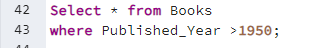 42 Select * from Books
43 where Published_Year >1950;